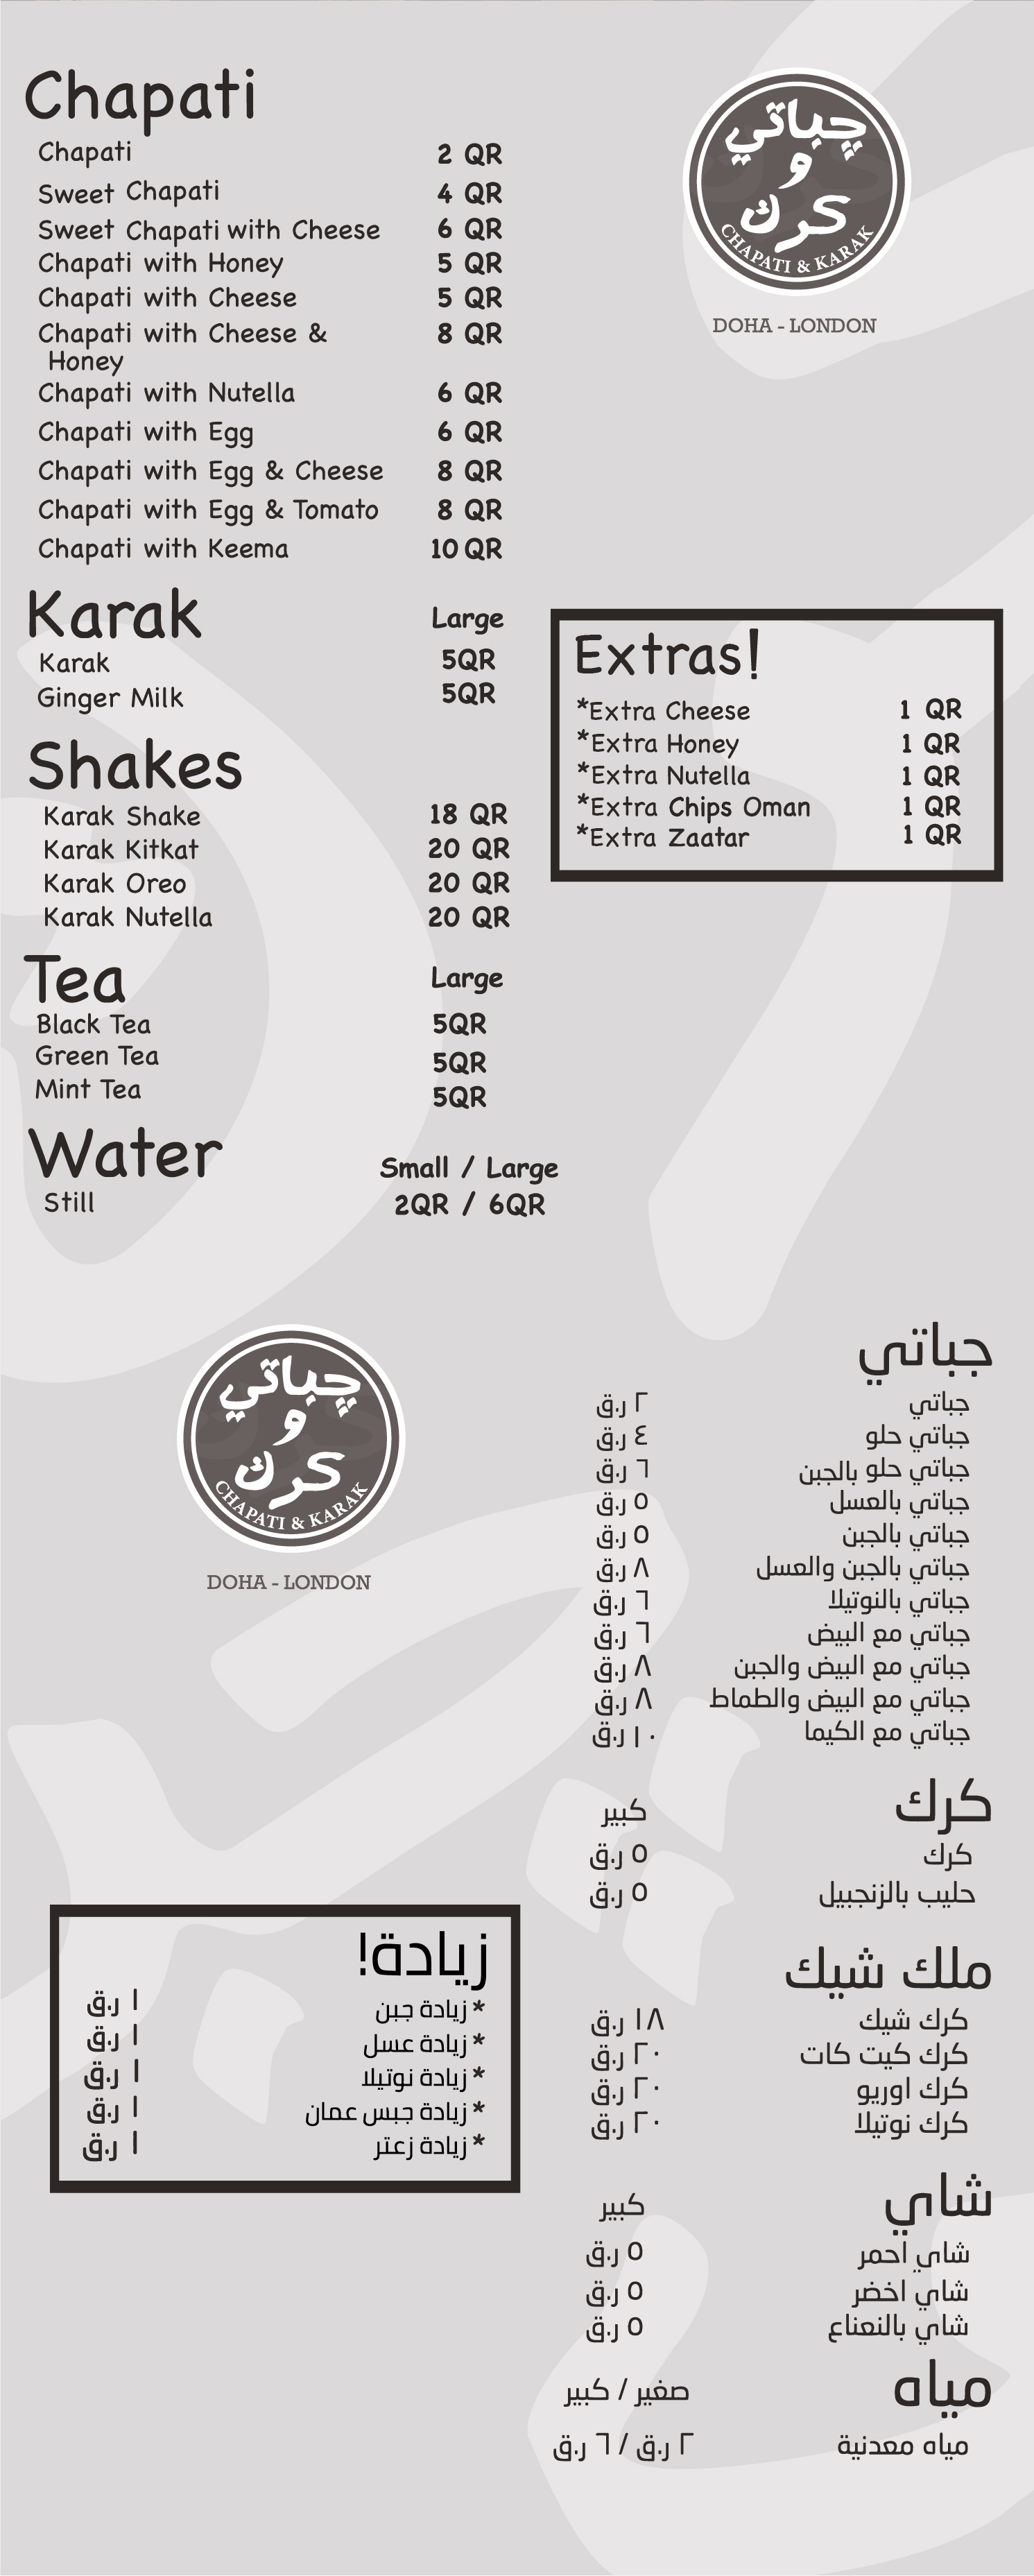 Chapati
Chapati 2 QR
Sweet Chapati 4 QR
Sweet Chapati with Cheese 6 QR
Chapati with Honey 5 QR
Chapati with Cheese 5 QR
Chapati with Cheese & 8 QR
Honey
Chapati with Nutella 6 QR
Chapati with Egg 6 QR
Chapati with Egg & Cheese 8 QR
Chapati with Egg & Tomato 8 QR
Chapati with Keema 10 QR
چباتي
و
كرك
CHAPATI & KARAK
DOHA - LONDON
Karak Large
Karak 5QR
Ginger Milk 5QR
Extras!
*Extra Cheese 1 QR
*Extra Honey 1 QR
*Extra Nutella 1 QR
*Extra Chips Oman 1 QR
*Extra Zaatar 1 QR
Shakes
Karak Shake 18 QR
Karak Kitkat 20 QR
Karak Oreo 20 QR
Karak Nutella 20 QR
Tea Large
Black Tea 5QR
Green Tea 5QR
Mint Tea 5QR
Water Small / Large
Still 2QR / 6QR
چباتي
و
كرك
CHAPATI & KARAK
DOHA - LONDON
جباتي
جباتي ٢ ر.ق
جباتي حلو ٤ ر.ق
جباتي حلو بالجبن ٦ ر.ق
جباتي بالعسل ٥ ر.ق
جباتي بالجبن ٥ ر.ق
جباتي بالجبن والعسل ٨ ر.ق
جباتي بالنوتيلا ٦ ر.ق
جباتي مع البيض ٦ ر.ق
جباتي مع البيض والجبن ٨ ر.ق
جباتي مع البيض والطماط ٨ ر.ق
جباتي مع الكيما ١٠ ر.ق
كرك كبير
كرك ٥ ر.ق
حليب بالزنجبيل ٥ ر.ق
زيادة!
* زيادة جبن ١ ر.ق
* زيادة عسل ١ ر.ق
* زيادة نوتيلا ١ ر.ق
* زيادة جبس عمان ١ ر.ق
* زيادة زعتر ١ ر.ق
ملك شيك
كرك شيك ١٨ ر.ق
كرك كيت كات ٢٠ ر.ق
كرك اوريو ٢٠ ر.ق
كرك نوتيلا ٢٠ ر.ق
شاي كبير
شاي احمر ٥ ر.ق
شاي اخضر ٥ ر.ق
شاي بالنعناع ٥ ر.ق
مياه صغير / كبير
مياه معدنية ٢ ر.ق / ٦ ر.ق